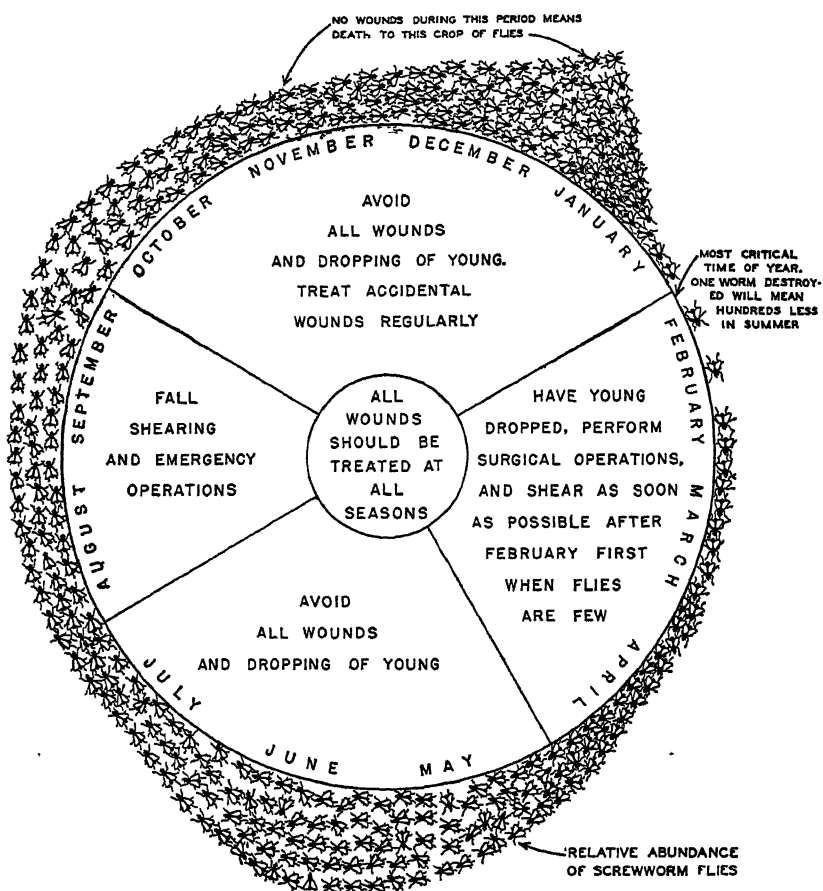 NO WOUNDS DURING THIS PERIOD MEANS
DEATH TO THIS CROP OF FLIES
NOVEMBER
DECEMBER
OCTOBER
JANUARY
AVOID
ALL WOUNDS
AND DROPPING OF YOUNG.
TREAT ACCIDENTAL
WOUNDS REGULARLY
MOST CRITICAL
TIME OF YEAR.
ONE WORM DESTROY-
ED WILL MEAN
HUNDREDS LESS
IN SUMMER
SEPTEMBER
AUGUST
FALL
SHEARING
AND EMERGENCY
OPERATIONS
ALL
WOUNDS
SHOULD BE
TREATED AT
ALL
SEASONS
FEBRUARY
MARCH
APRIL
HAVE YOUNG
DROPPED, PERFORM
SURGICAL OPERATIONS,
AND SHEAR AS SOON
AS POSSIBLE AFTER
FEBRUARY FIRST
WHEN FLIES
ARE FEW
AVOID
ALL WOUNDS
AND DROPPING OF YOUNG
JULY
JUNE
MAY
RELATIVE ABUNDANCE
OF SCREWWORM FLIES